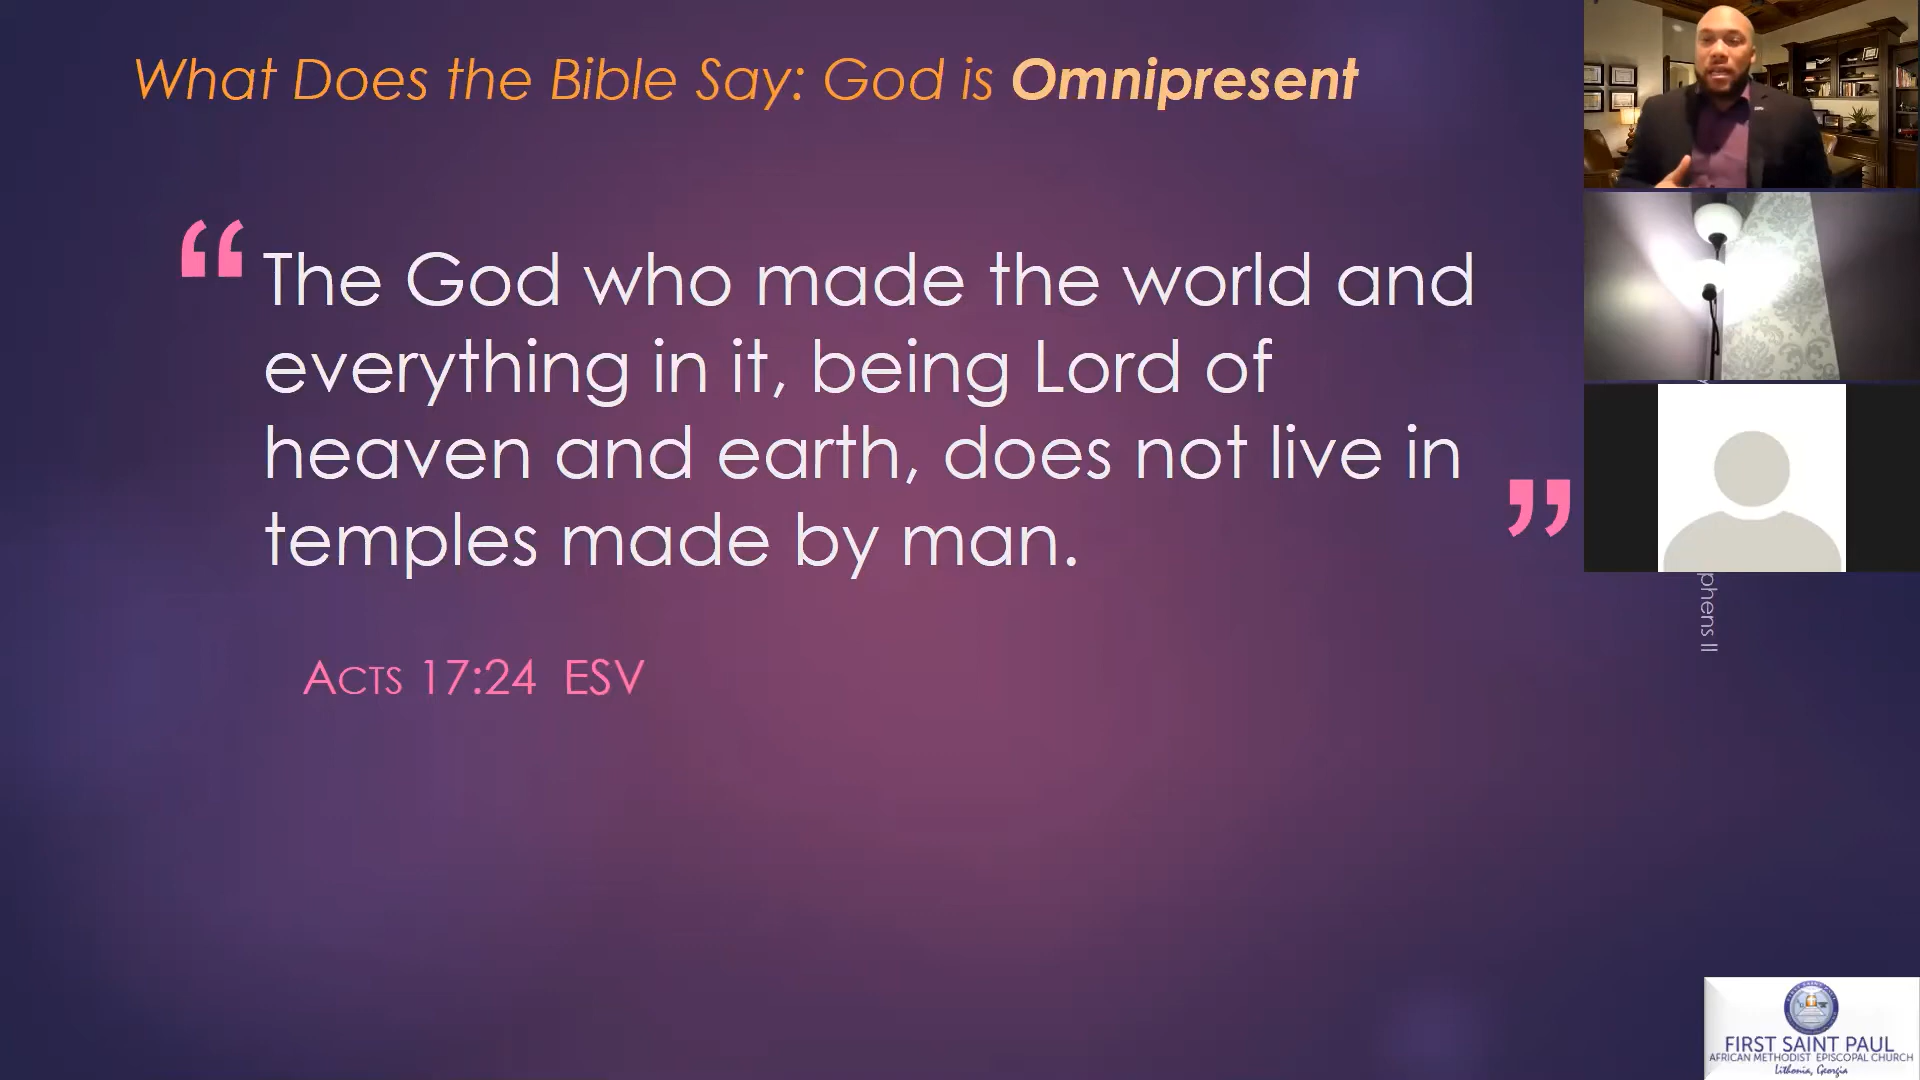 What Does the Bible Say: God is Omnipresent
“The God who made the world and
everything in it, being Lord of
heaven and earth, does not live in
temples made by man.”
ACTS 17:24 ESV
II
FIRST SAINT PAUL
AFRICAN METHODIST EPISCOPAL CHURCH
Lithonia, Georgia